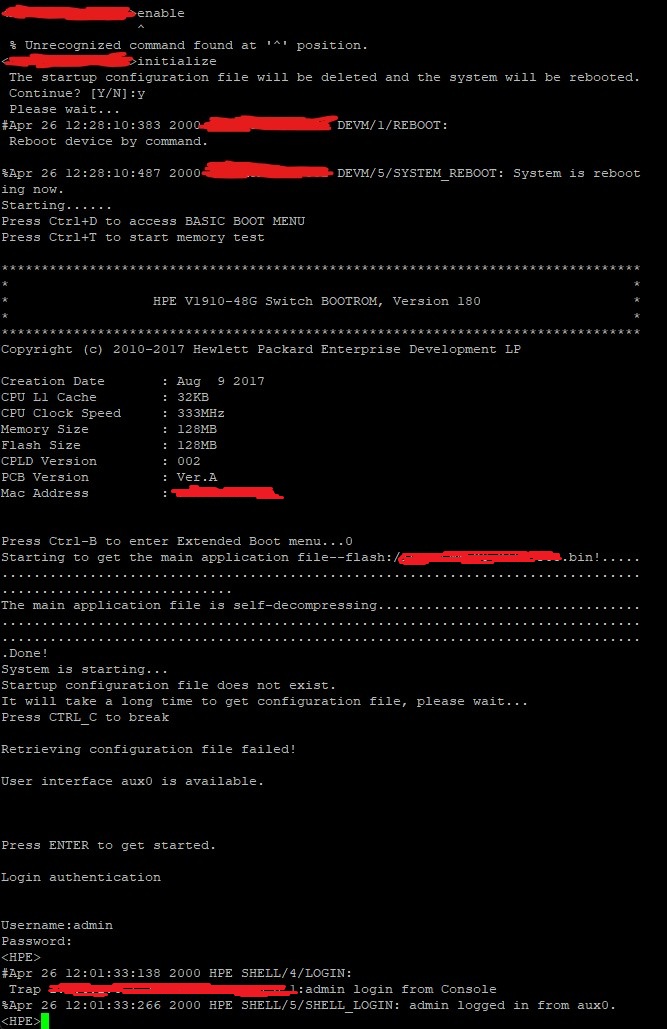 >enable
^
% Unrecognized command found at '^' position.
< >initialize
The startup configuration file will be deleted and the system will be rebooted.
Continue? [Y/N]:y
Please wait...
#Apr 26 12:28:10:383 2000 DEVM/1/REBOOT:
Reboot device by command.
%Apr 26 12:28:10:487 2000 DEVM/5/SYSTEM_REBOOT: System is reboot
ing now.
Starting......
Press Ctrl+D to access BASIC BOOT MENU
Press Ctrl+T to start memory test
********************************************************************************
* *
* HPE V1910-48G Switch BOOTROM, Version 180 *
* *
********************************************************************************
Copyright (c) 2010-2017 Hewlett Packard Enterprise Development LP
Creation Date : Aug 9 2017
CPU L1 Cache : 32KB
CPU Clock Speed : 333MHz
Memory Size : 128MB
Flash Size : 128MB
CPLD Version : 002
PCB Version : Ver.A
Mac Address :
Press Ctrl-B to enter Extended Boot menu...0
Starting to get the main application file--flash:/ .bin!.....
................................................................................
.............................
The main application file is self-decompressing.................................
................................................................................
................................................................................
.Done!
System is starting...
Startup configuration file does not exist.
It will take a long time to get configuration file, please wait...
Press CTRL_C to break
Retrieving configuration file failed!
User interface aux0 is available.
Press ENTER to get started.
Login authentication
Username:admin
Password:
<HPE>
#Apr 26 12:01:33:138 2000 HPE SHELL/4/LOGIN:
Trap :admin login from Console
%Apr 26 12:01:33:266 2000 HPE SHELL/5/SHELL_LOGIN: admin logged in from aux0.
<HPE>